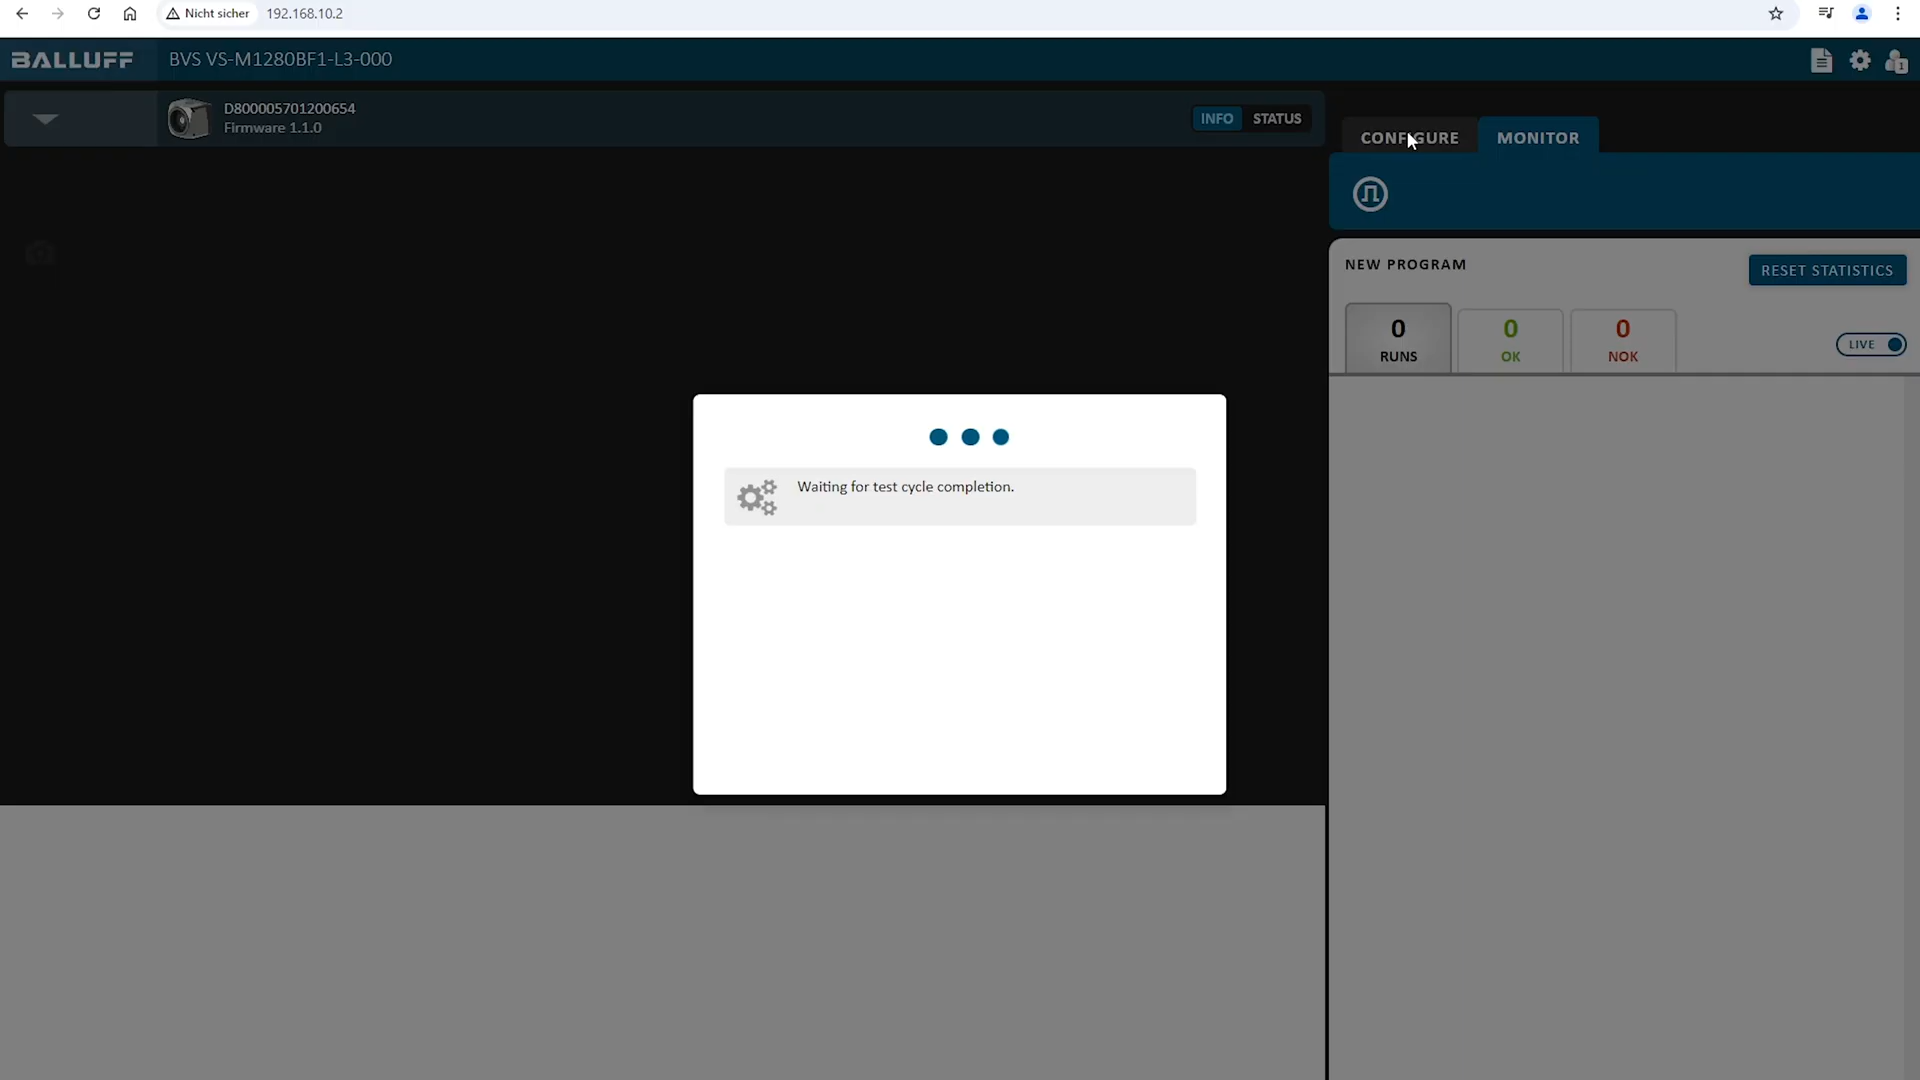 Nicht sicher 192.168.10.2
BALLUFF BVS VS-M1280BF1-L3-000
1
D800005701200654
Firmware 1.1.0
INFO STATUS
CONFIGURE MONITOR
NEW PROGRAM
RESET STATISTICS
0 0 0
RUNS OK NOK
LIVE
Waiting for test cycle completion.